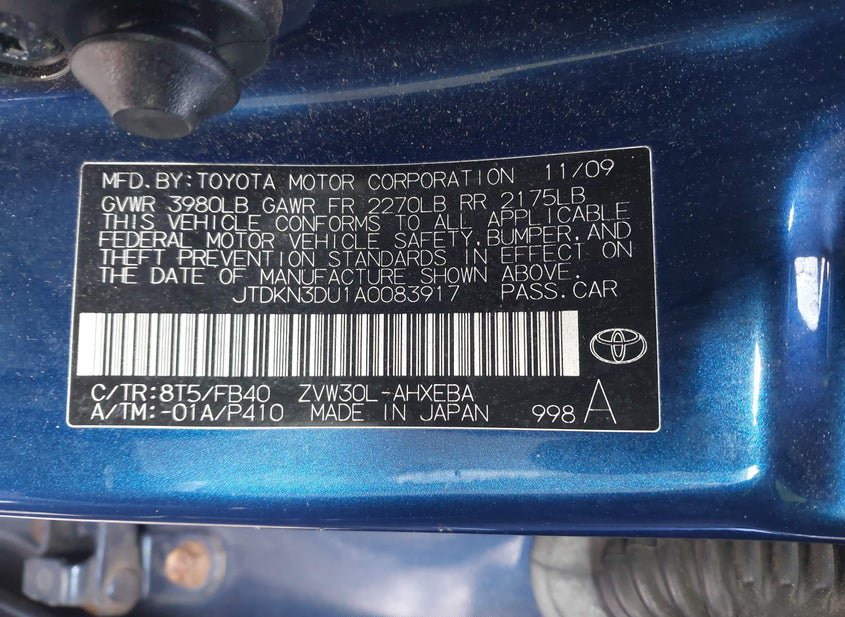 MFD.BY:TOYOTA MOTOR CORPORATION 11/09
GVWR 3980LB GAWR FR 2270LB RR 2175LB
THIS VEHICLE CONFORMS TO ALL APPLICABLE
FEDERAL MOTOR VEHICLE SAFETY,BUMPER,AND
THEFT PREVENTION STANDARDS IN EFFECT ON
THE DATE OF MANUFACTURE SHOWN ABOVE.
JTDKN3DU1A0083917 PASS.CAR
C/TR:8T5/FB40 ZVW30L-AHXEBA
A/TM:-01A/P410 MADE IN JAPAN 998 A